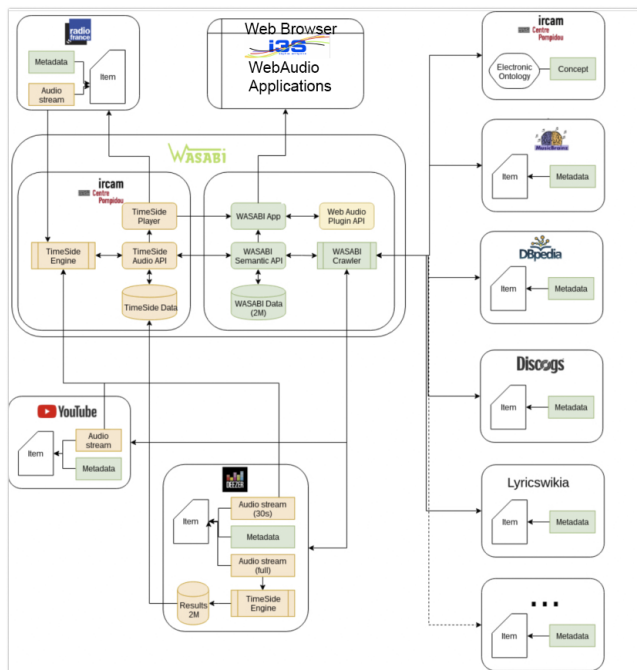 radio
france
Metadata
Audio
stream
Item
Web Browser
i3S
WebAudio
Applications
ircam
Centre
Pompidou
Electronic
Ontology
Concept
WASABI
ircam
Centre
Pompidou
TimeSide
Player
TimeSide
Engine
TimeSide
Audio API
TimeSide Data
WASABI App
Web Audio
Plugin API
WASABI
Semantic API
WASABI
Crawler
WASABI Data
(2M)
MusicBrainz
Item
Metadata
DBpedia
Item
Metadata
Discogs
Item
Metadata
YouTube
Item
Audio
stream
Metadata
DEEZER
Item
Audio stream
(30s)
Metadata
Audio stream
(full)
TimeSide
Engine
Results
2M
Lyricswikia
Item
Metadata
...
Item
Metadata